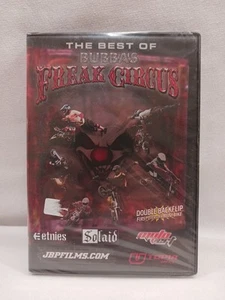 THE BEST OF
BUBBA'S
FREAK CIRCUS
DOUBLE BACKFLIP
etnies
Solaid
JBPFILMS.COM